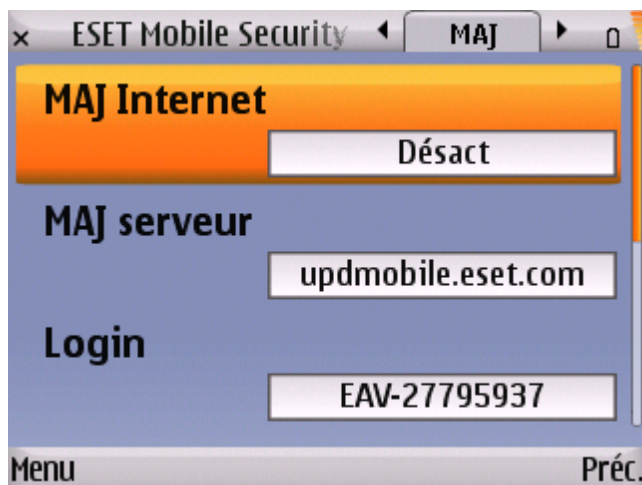 × ESET Mobile Security MAJ
MAJ Internet
Désact
MAJ serveur
updmobile.eset.com
Login
EAV-27795937
Menu Préc.